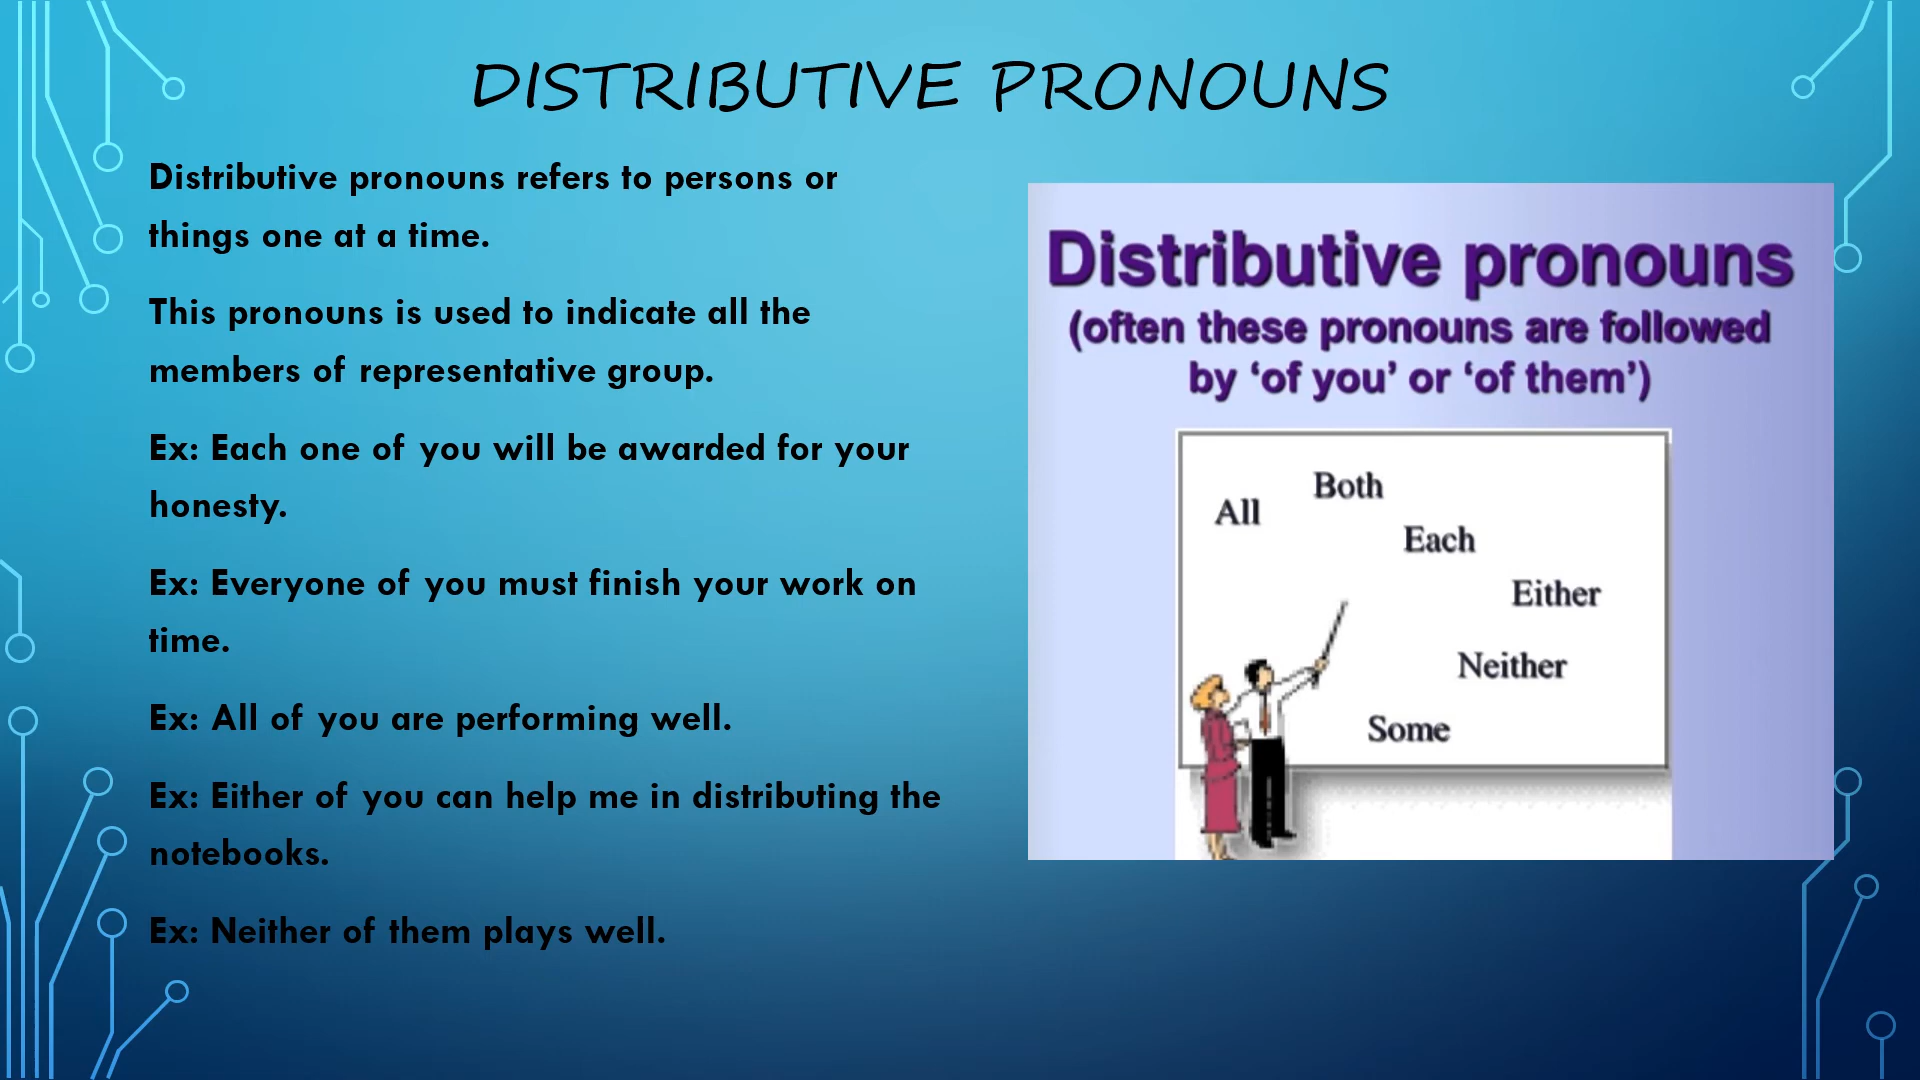 DISTRIBUTIVE PRONOUNS
Distributive pronouns refers to persons or
things one at a time.
This pronouns is used to indicate all the
members of representative group.
Ex: Each one of you will be awarded for your
honesty.
Ex: Everyone of you must finish your work on
time.
Ex: All of you are performing well.
Ex: Either of you can help me in distributing the
notebooks.
Ex: Neither of them plays well.
Distributive pronouns
(often these pronouns are followed
by ‘of you’ or ‘of them’)
Both
All
Each
Either
Neither
Some